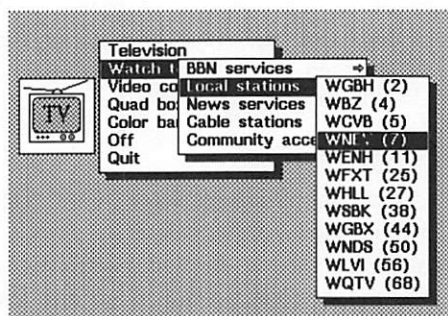 TV
Television
Watch t
Video co
Quad bo
Color ba
Off
Quit
BBN services ⇨
Local stations
News services
Cable stations
Community acce
WGBH (2)
WBZ (4)
WCVB (5)
(7)
WENH (11)
WFXT (25)
WHLL (27)
WSBK (38)
WGBX (44)
WNDS (50)
WLVI (56)
WQTV (68)